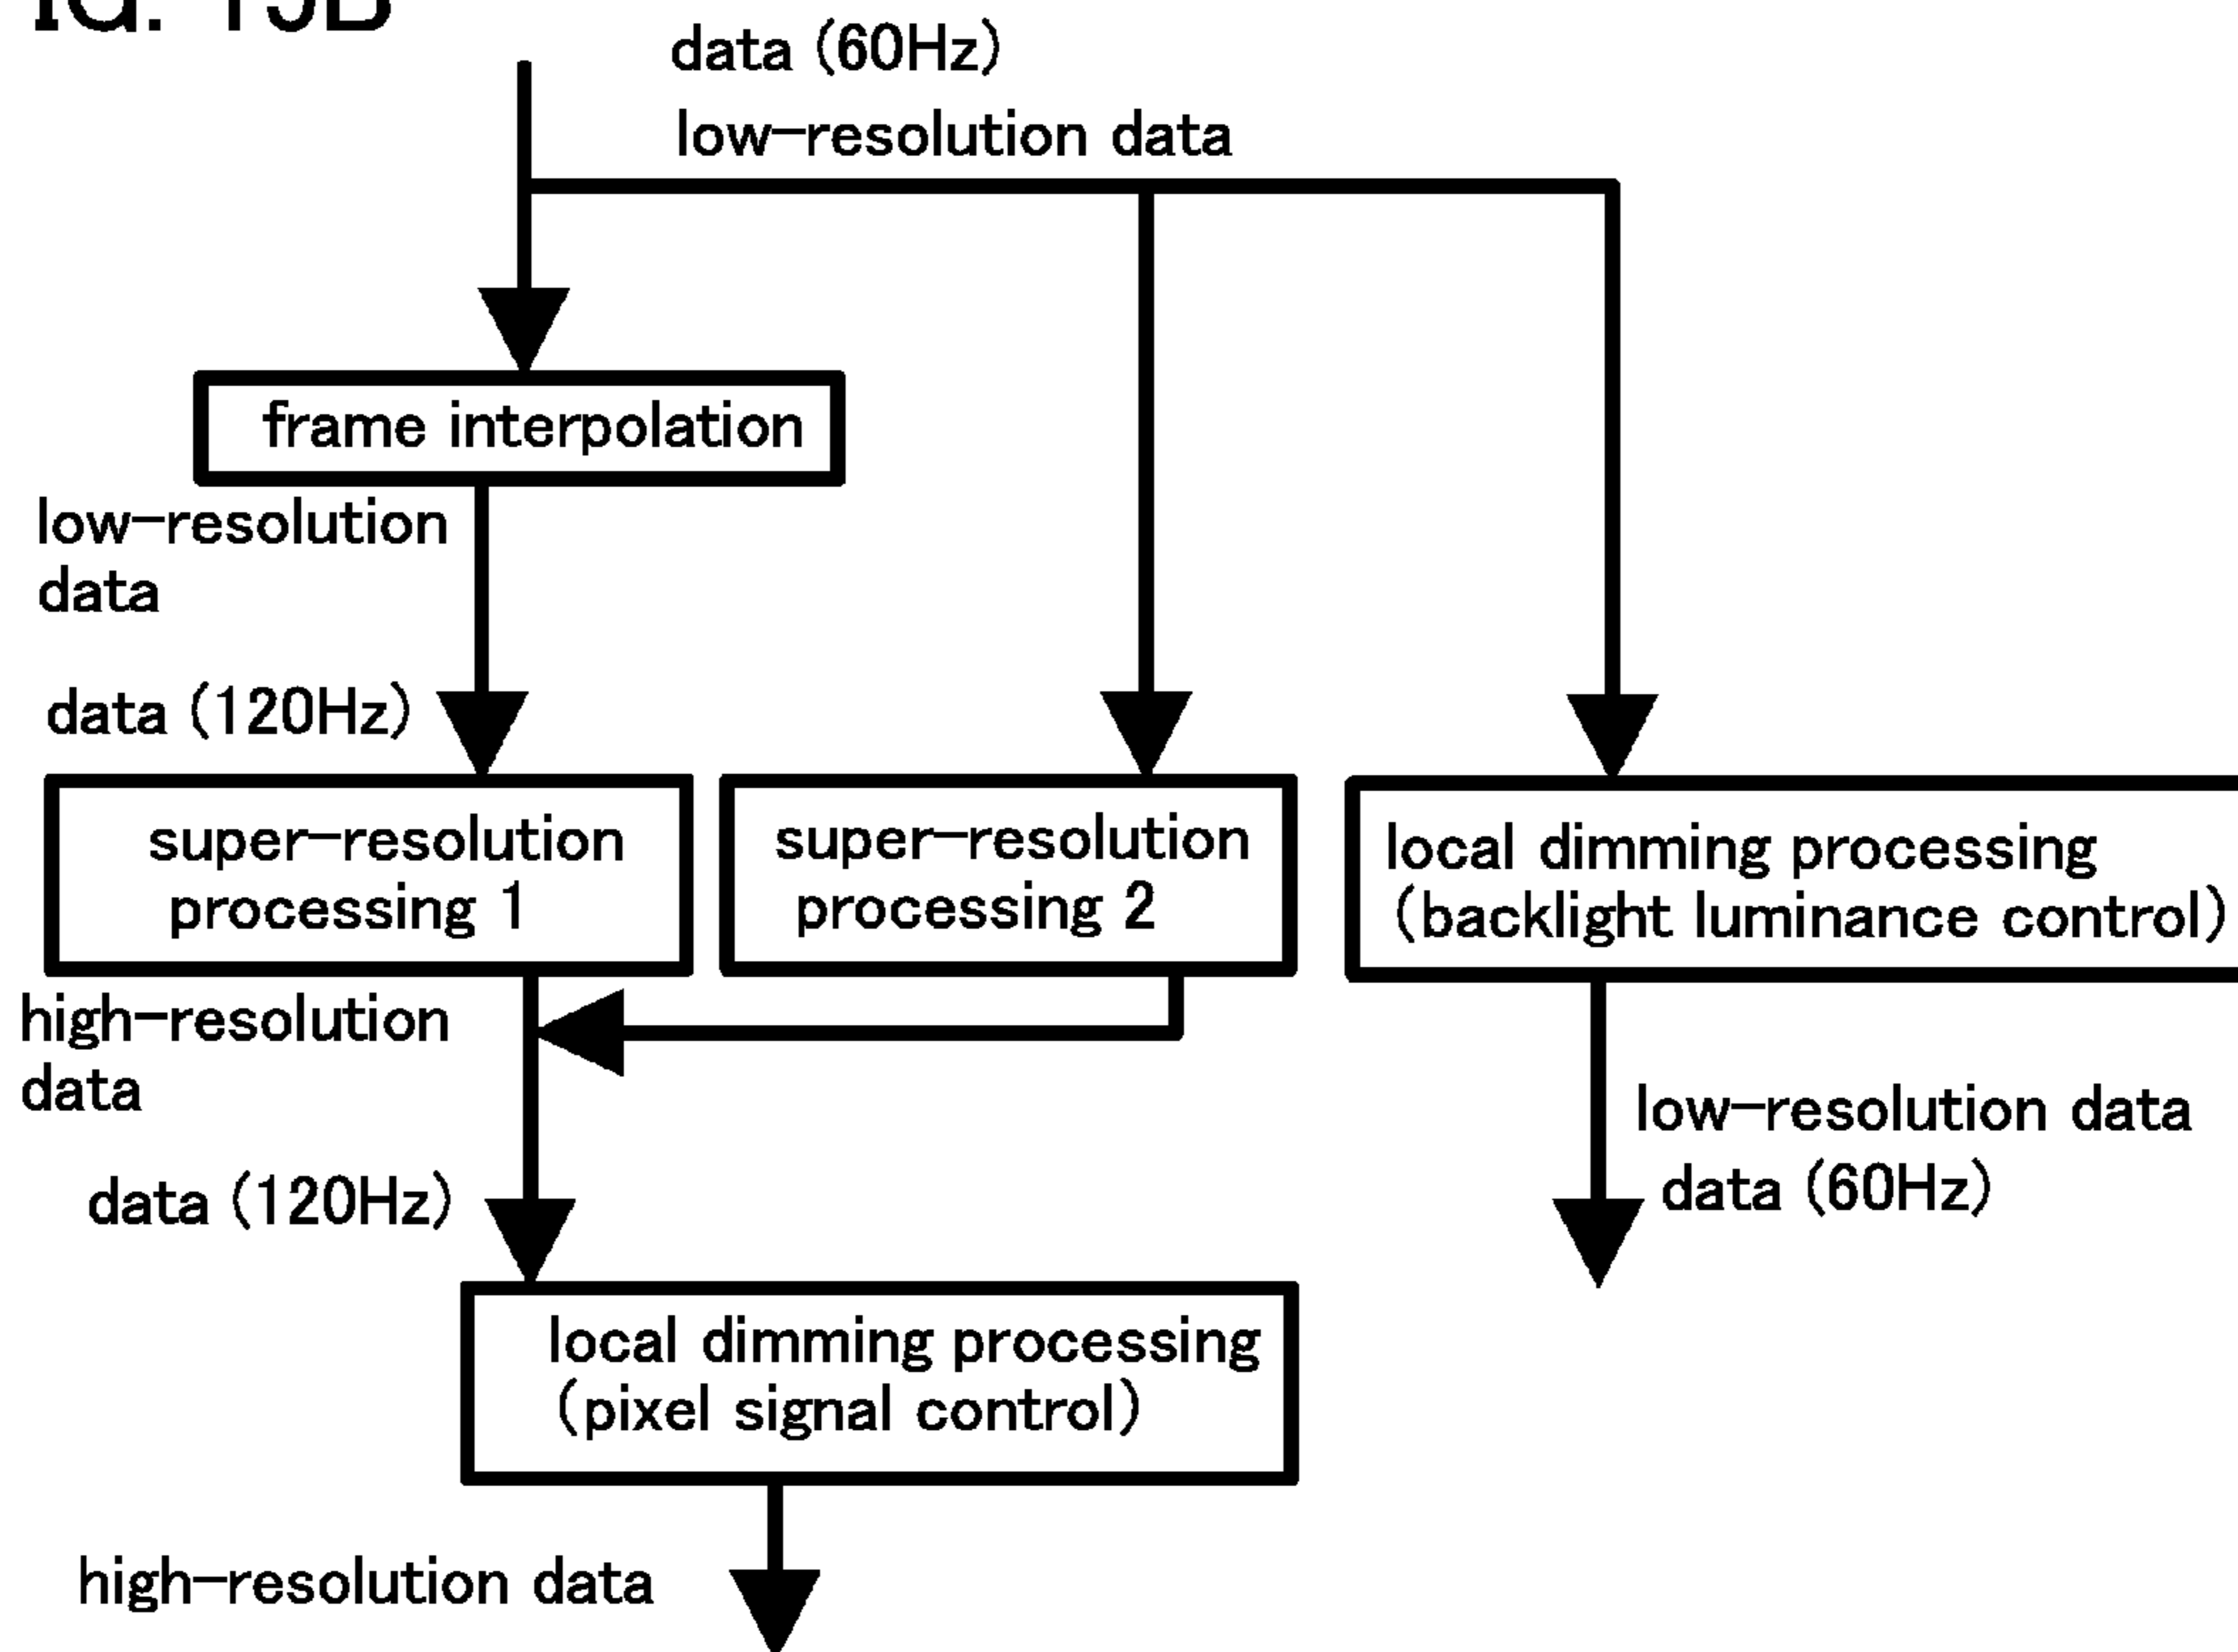 data (60Hz)
low-resolution data
frame interpolation
low-resolution
data
data (120Hz)
super-resolution
processing 1
super-resolution
processing 2
local dimming processing
(backlight luminance control)
high-resolution
data
data (120Hz)
low-resolution data
data (60Hz)
local dimming processing
(pixel signal control)
high-resolution data